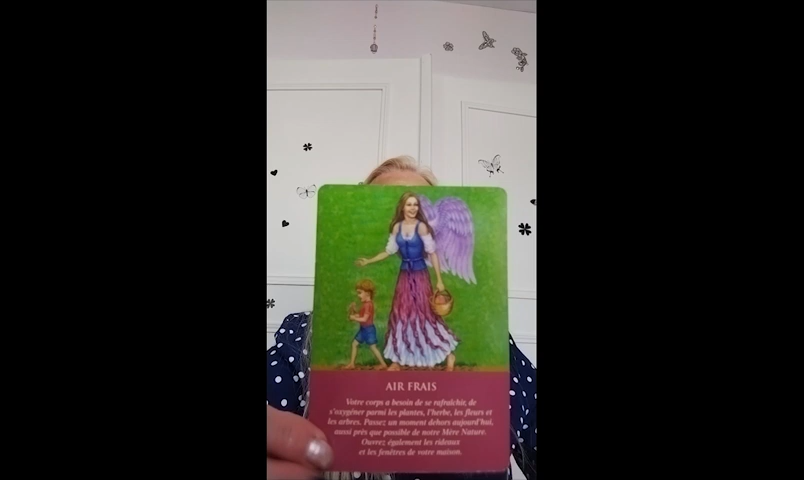 AIR FRAIS
Votre corps a besoin de se rafraîchir, de
s'oxygéner parmi les plantes, l'herbe, les fleurs et
les arbres. Passez un moment dehors aujourd'hui,
aussi près que possible de notre Mère Nature.
Ouvrez également les rideaux
et les fenêtres de votre maison.